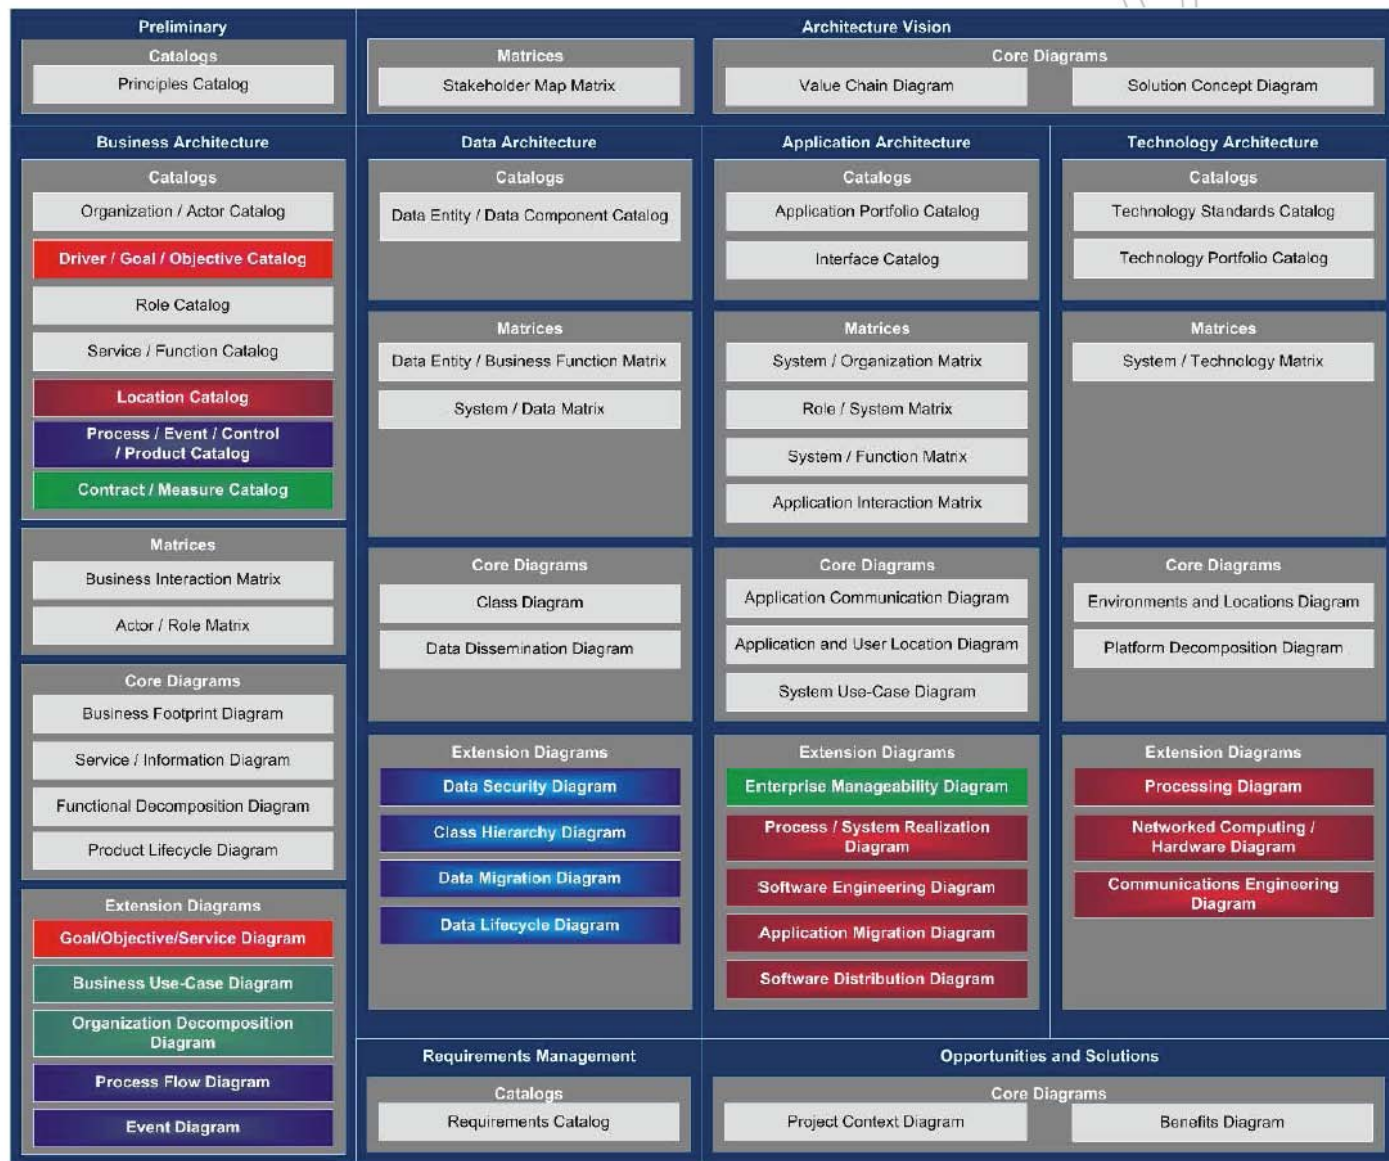 Preliminary
Catalogs
Principles Catalog
Architecture Vision
Matrices
Stakeholder Map Matrix
Core Diagrams
Value Chain Diagram
Solution Concept Diagram
Business Architecture
Catalogs
Organization / Actor Catalog
Driver / Goal / Objective Catalog
Role Catalog
Service / Function Catalog
Location Catalog
Process / Event / Control
/ Product Catalog
Contract / Measure Catalog
Matrices
Business Interaction Matrix
Actor / Role Matrix
Core Diagrams
Business Footprint Diagram
Service / Information Diagram
Functional Decomposition Diagram
Product Lifecycle Diagram
Extension Diagrams
Goal/Objective/Service Diagram
Business Use-Case Diagram
Organization Decomposition
Diagram
Process Flow Diagram
Event Diagram
Data Architecture
Catalogs
Data Entity / Data Component Catalog
Matrices
Data Entity / Business Function Matrix
System / Data Matrix
Core Diagrams
Class Diagram
Data Dissemination Diagram
Extension Diagrams
Data Security Diagram
Class Hierarchy Diagram
Data Migration Diagram
Data Lifecycle Diagram
Application Architecture
Catalogs
Application Portfolio Catalog
Interface Catalog
Matrices
System / Organization Matrix
Role / System Matrix
System / Function Matrix
Application Interaction Matrix
Core Diagrams
Application Communication Diagram
Application and User Location Diagram
System Use-Case Diagram
Extension Diagrams
Enterprise Manageability Diagram
Process / System Realization
Diagram
Software Engineering Diagram
Application Migration Diagram
Software Distribution Diagram
Technology Architecture
Catalogs
Technology Standards Catalog
Technology Portfolio Catalog
Matrices
System / Technology Matrix
Core Diagrams
Environments and Locations Diagram
Platform Decomposition Diagram
Extension Diagrams
Processing Diagram
Networked Computing /
Hardware Diagram
Communications Engineering
Diagram
Requirements Management
Catalogs
Requirements Catalog
Opportunities and Solutions
Core Diagrams
Project Context Diagram
Benefits Diagram